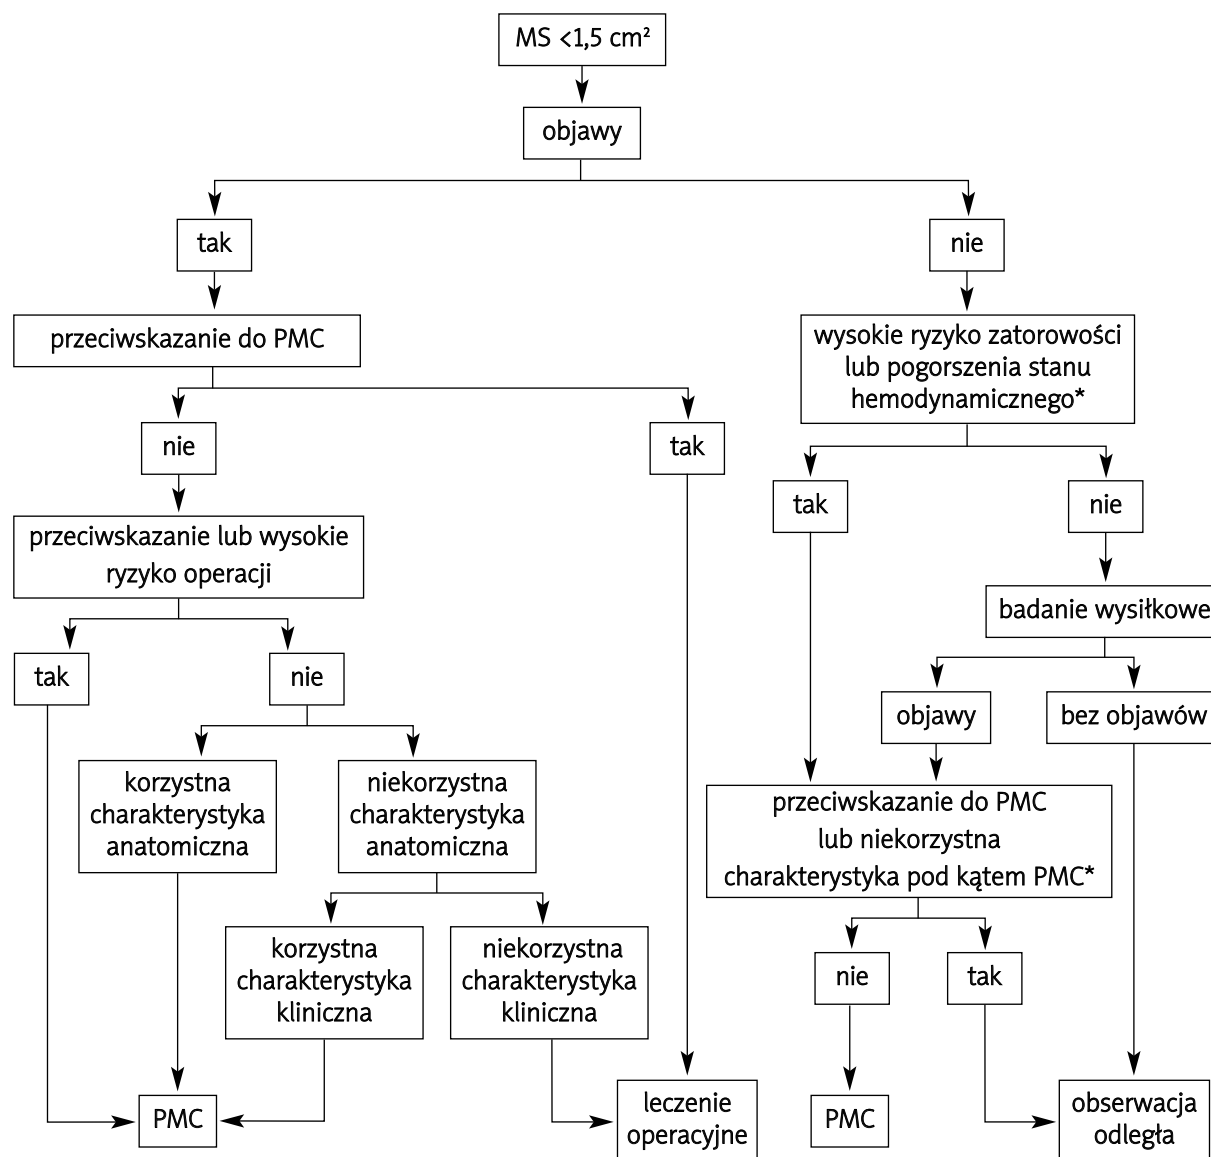 MS <1,5 cm²
objawy
tak
nie
przeciwskazanie do PMC
wysokie ryzyko zatorowości
lub pogorszenia stanu
hemodynamicznego*
nie
tak
tak
nie
przeciwskazanie lub wysokie
ryzyko operacji
badanie wysiłkowe
tak
nie
objawy
bez objawów
korzystna
charakterystyka
anatomiczna
niekorzystna
charakterystyka
anatomiczna
przeciwskazanie do PMC
lub niekorzystna
charakterystyka pod kątem PMC*
korzystna
charakterystyka
kliniczna
niekorzystna
charakterystyka
kliniczna
nie
tak
PMC
leczenie
operacyjne
PMC
obserwacja
odległa